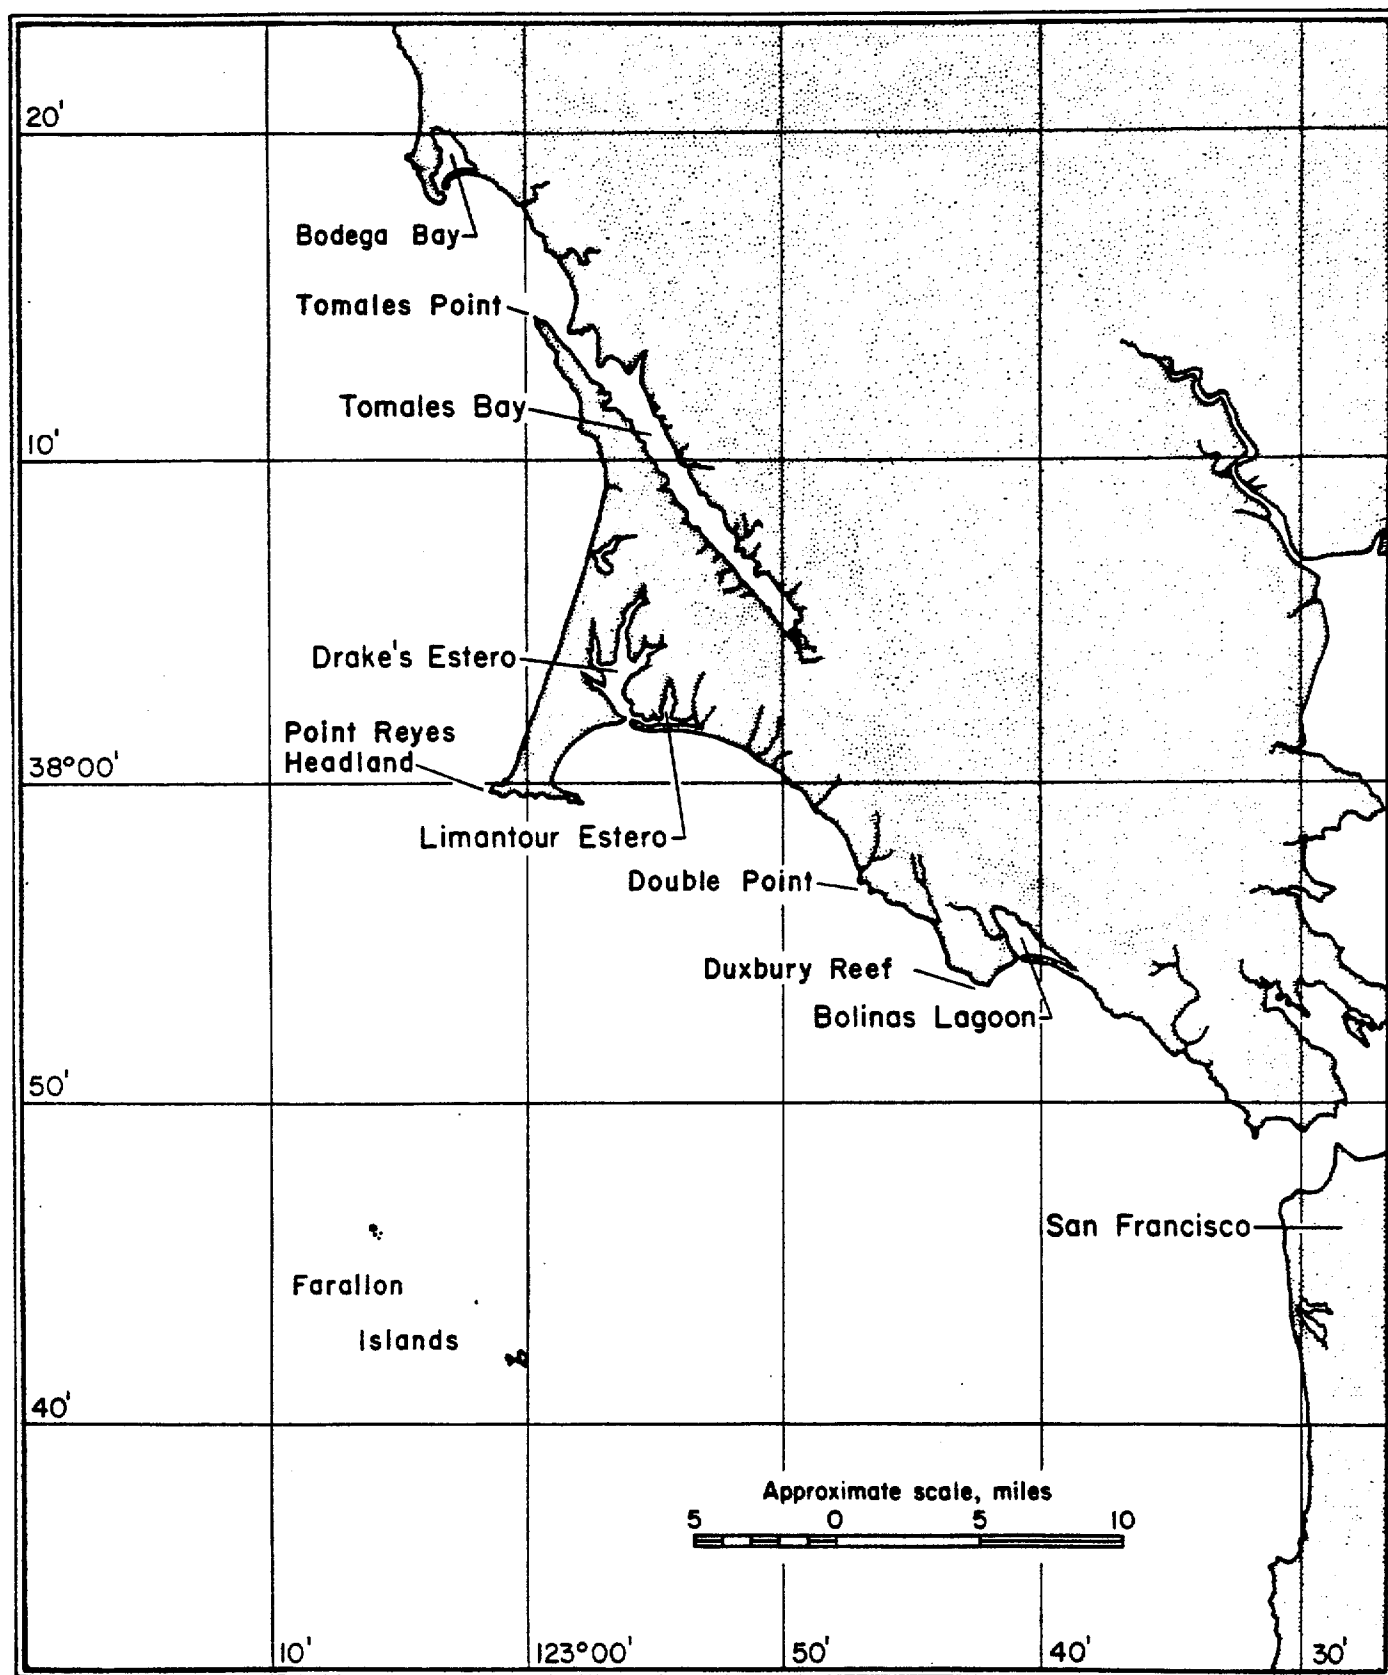 20'
Bodega Bay
Tomales Point
Tomales Bay
10'
Drake's Estero
Point Reyes
Headland
38°00'
Limantour Estero
Double Point
Duxbury Reef
Bolinas Lagoon
50'
San Francisco
Farallon
Islands
40'
Approximate scale, miles
5 0 5 10
10' 123°00' 50' 40' 30'